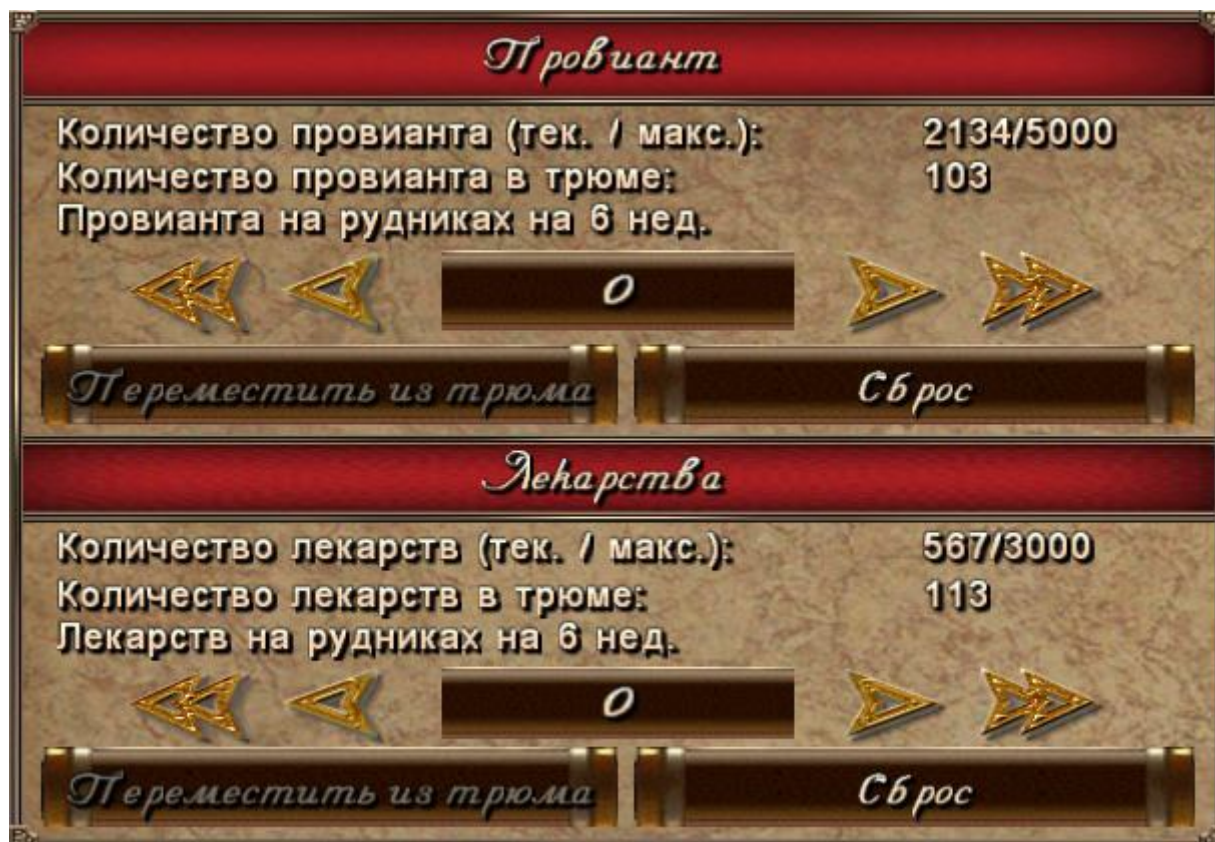 Провиант
Количество провианта (тек. / макс.): 2134/5000
Количество провианта в трюме: 103
Провианта на рудниках на 6 нед.
0
Переместить из трюма Сброс
Лекарства
Количество лекарств (тек. / макс.): 567/3000
Количество лекарств в трюме: 113
Лекарств на рудниках на 6 нед.
0
Переместить из трюма Сброс